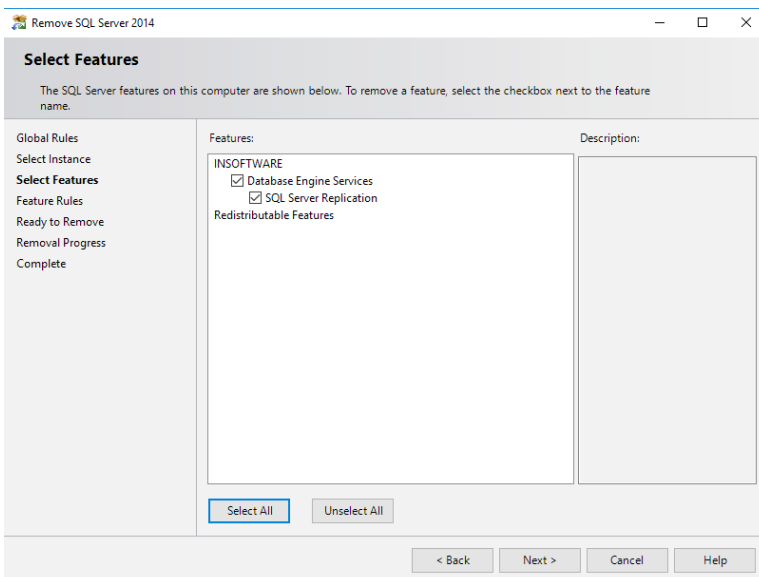 Remove SQL Server 2014
Select Features
The SQL Server features on this computer are shown below. To remove a feature, select the checkbox next to the feature
name.
Global Rules
Select Instance
Select Features
Feature Rules
Ready to Remove
Removal Progress
Complete
Features:
INSOFTWARE
Database Engine Services
SQL Server Replication
Redistributable Features
Description:
Select All
Unselect All
< Back
Next >
Cancel
Help